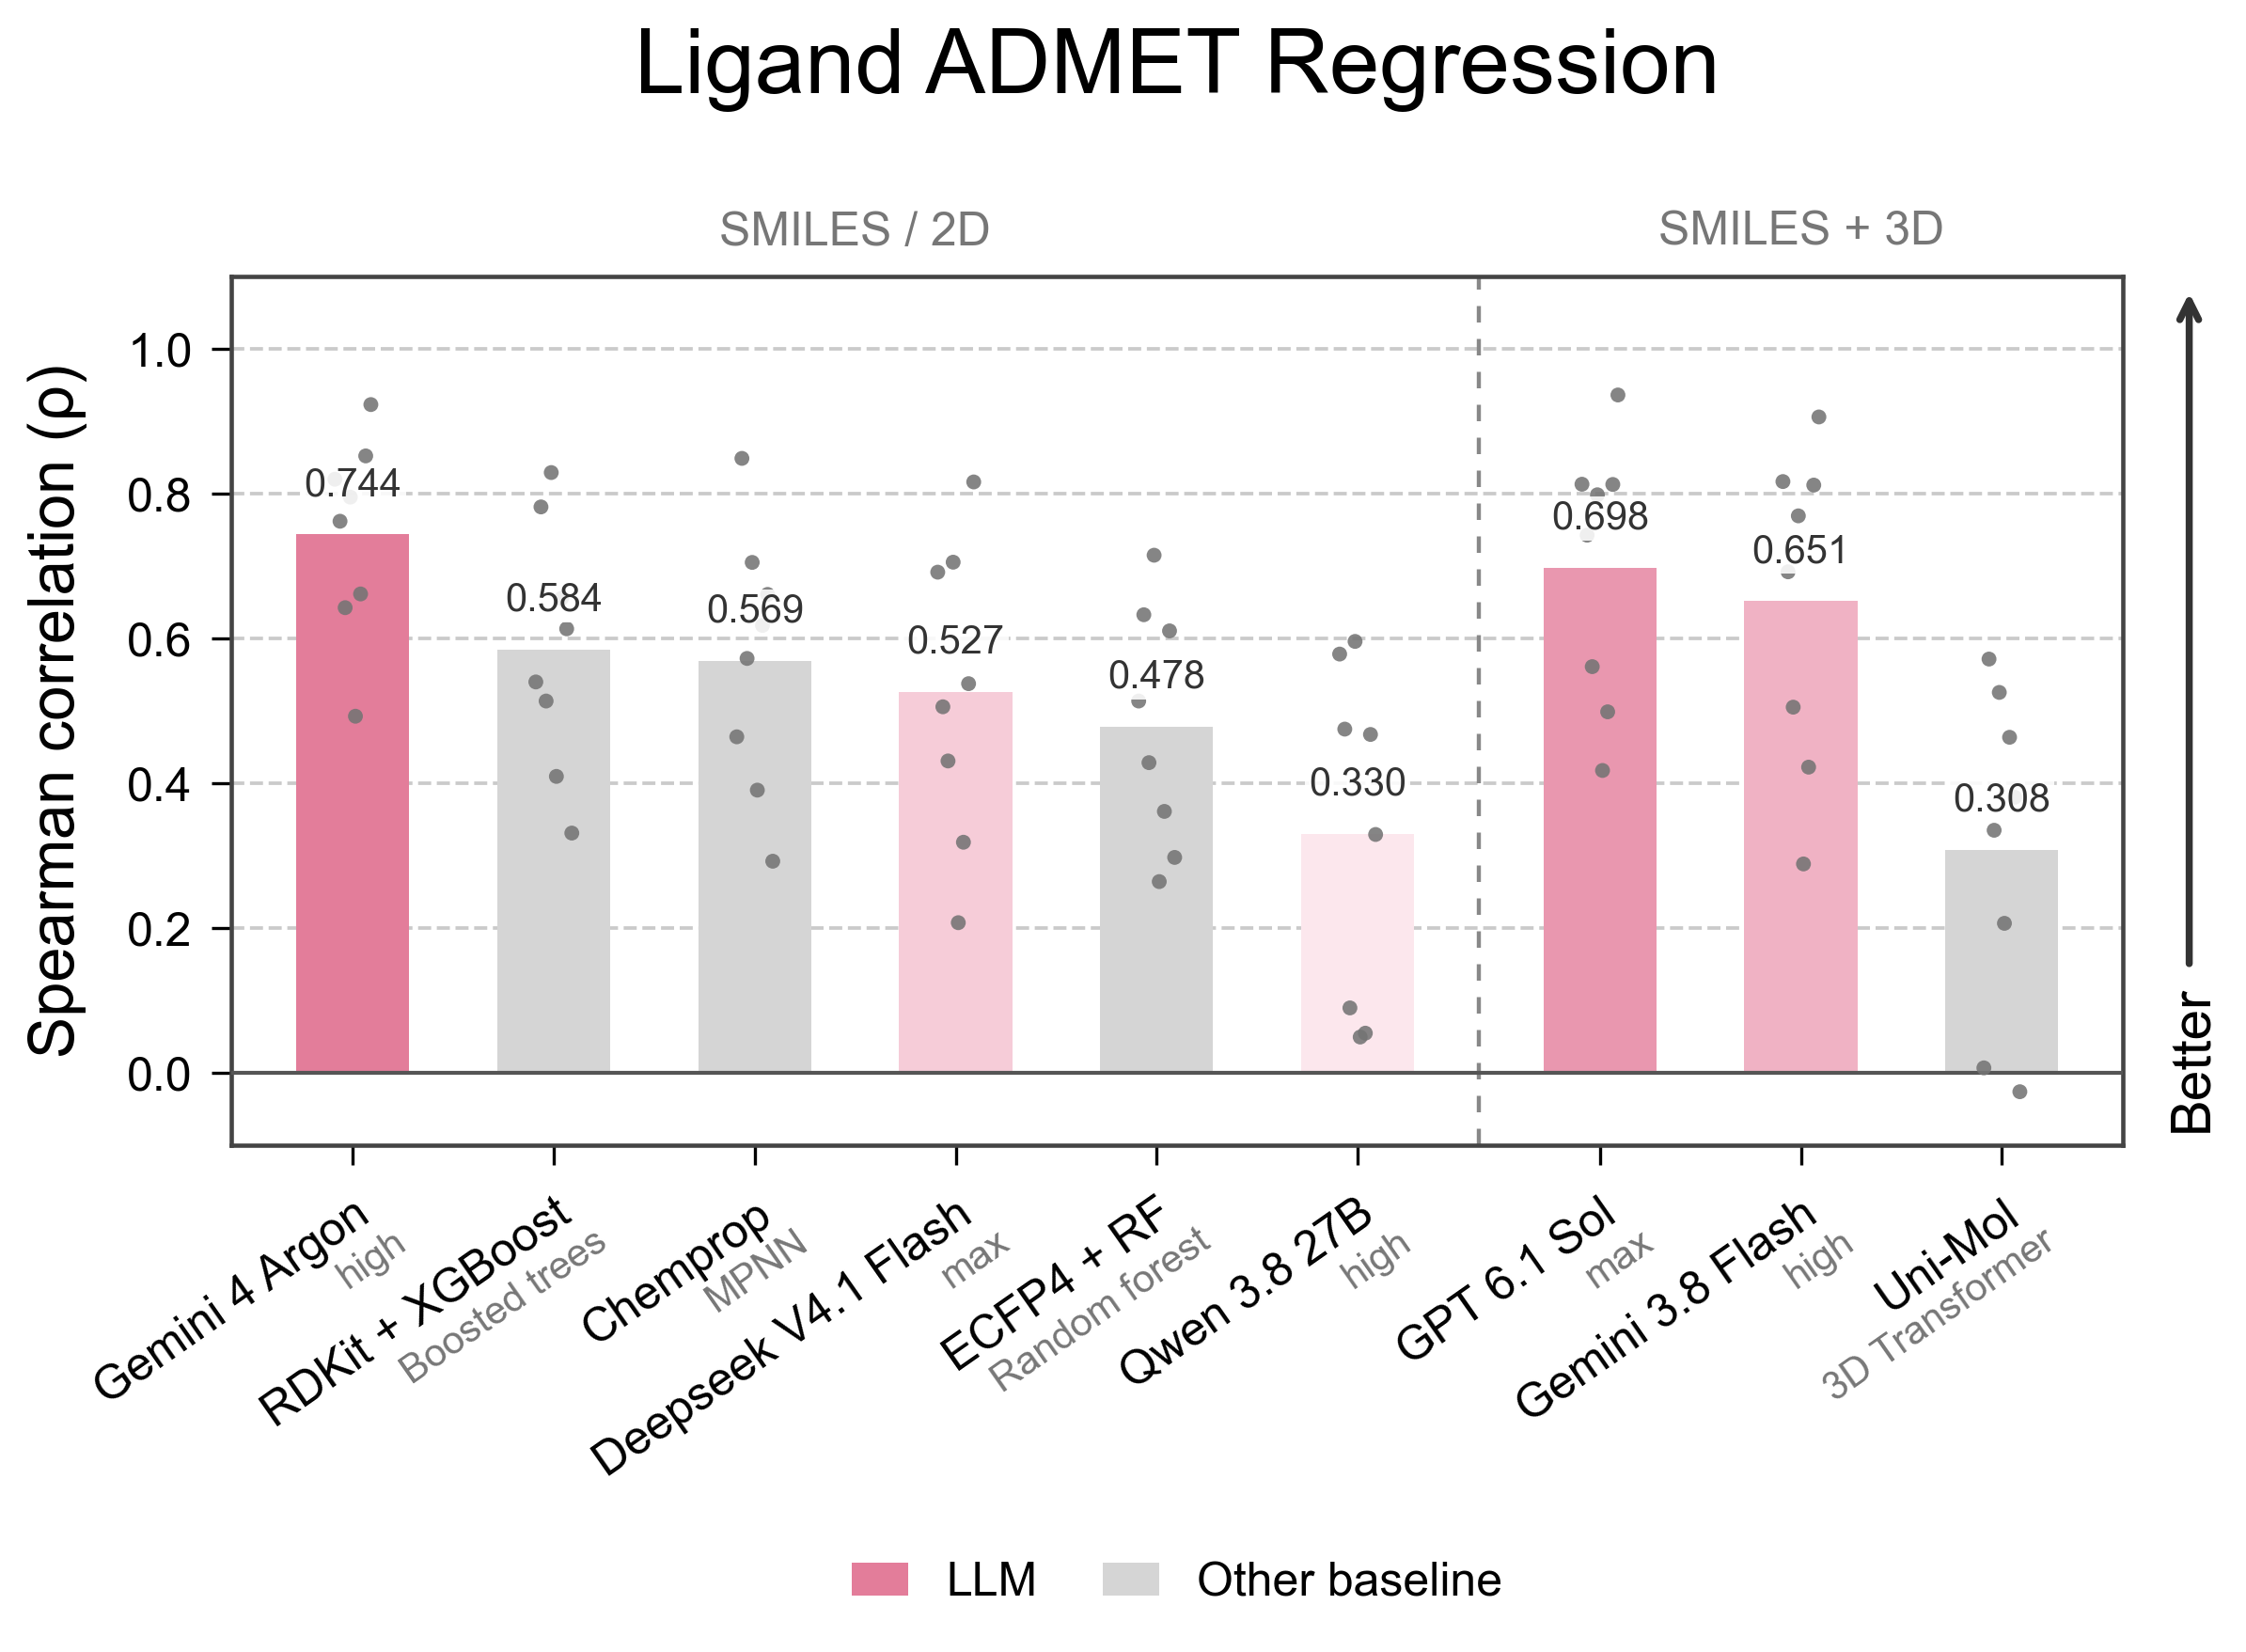 Ligand ADMET Regression
SMILES / 2D
SMILES + 3D
Spearman correlation (ρ)
1.0
0.8
0.6
0.4
0.2
0.0
0.744
0.584
0.569
0.527
0.478
0.330
0.698
0.651
0.308
Better
Gemini 4 Argon
high
RDKit + XGBoost
Boosted trees
Chemprop
MPNN
Deepseek V4.1 Flash
max
ECFP4 + RF
Random forest
Qwen 3.8 27B
high
GPT 6.1 Sol
max
Gemini 3.8 Flash
high
Uni-Mol
3D Transformer
LLM
Other baseline